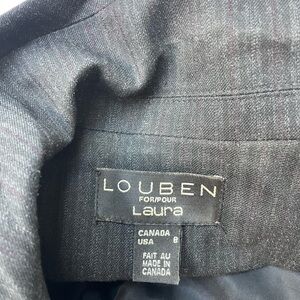 LOUBEN
FOR/POUR
Laura
CANADA
USA 8
FAIT AU
MADE IN
CANADA